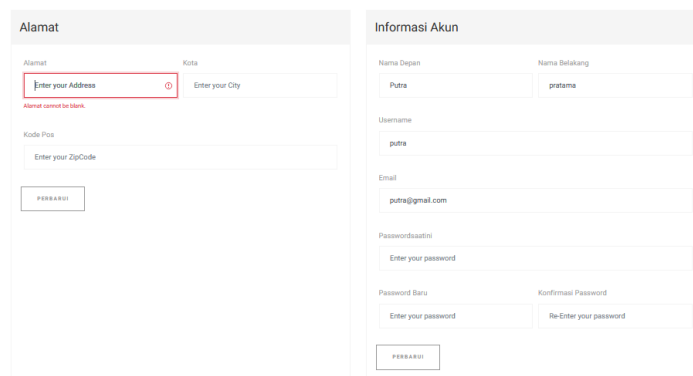 Alamat
Alamat Kota
Enter your Address Enter your City
Alamat cannot be blank.
Kode Pos
Enter your ZipCode
PERBARUI
Informasi Akun
Nama Depan Nama Belakang
Putra pratama
Username
putra
Email
putra@gmail.com
Passwordsaatini
Enter your password
Password Baru Konfirmasi Password
Enter your password Re-Enter your password
PERBARUI